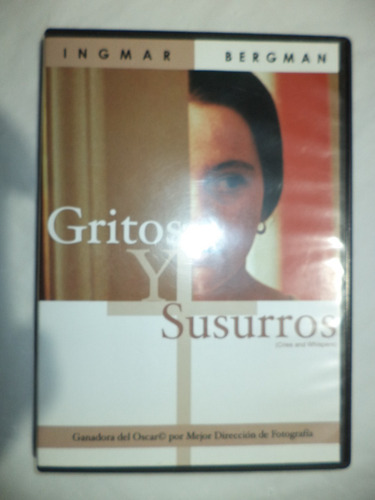 INGMAR BERGMAN
Gritos
Y
Susurros
(Cries and Whispers)
Ganadora del Oscar© por Mejor Dirección de Fotografía